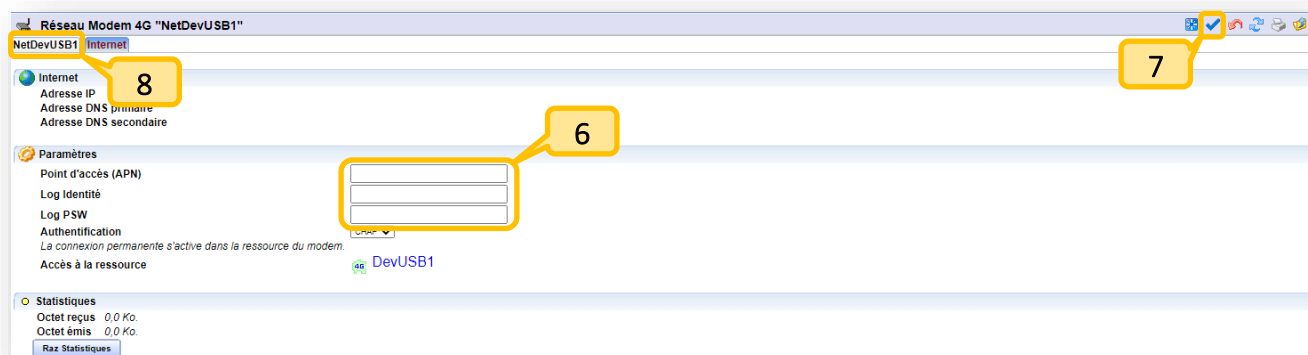 Réseau Modem 4G "NetDevUSB1"
7
NetDevUSB1 Internet
8
Internet
Adresse IP
Adresse DNS primaire
Adresse DNS secondaire
6
Paramètres
Point d'accès (APN)
Log Identité
Log PSW
Authentification CHAP
La connexion permanente s'active dans la ressource du modem.
Accès à la ressource 4G DevUSB1
Statistiques
Octet reçus 0,0 Ko.
Octet émis 0,0 Ko.
Raz Statistiques